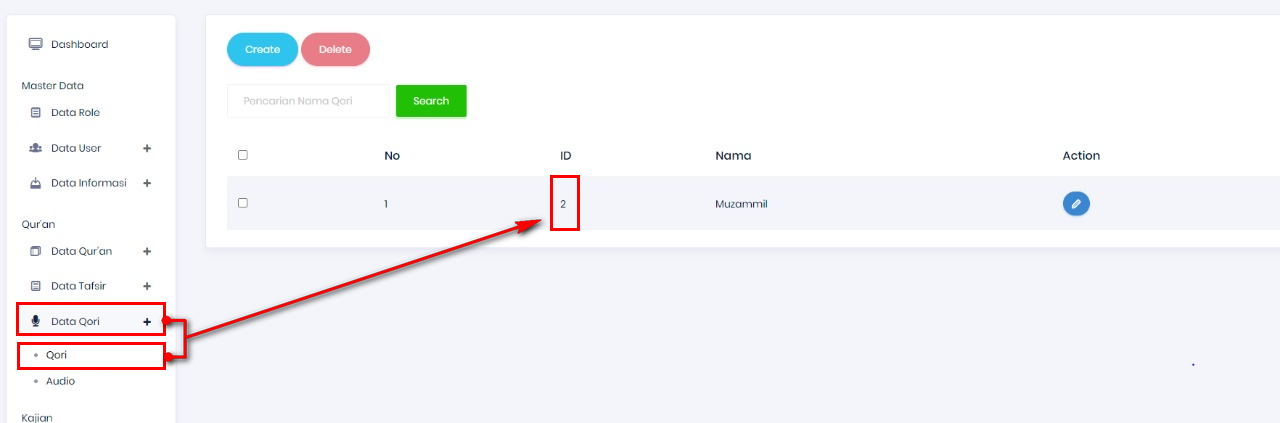 Dashboard
Master Data
Data Role
Data User
Data Informasi
Qur'an
Data Qur'an
Data Tafsir
Data Qori
Qori
Audio
Kajian
Create Delete
Pencarian Nama Qori Search
No ID Nama Action
1 2 Muzammil